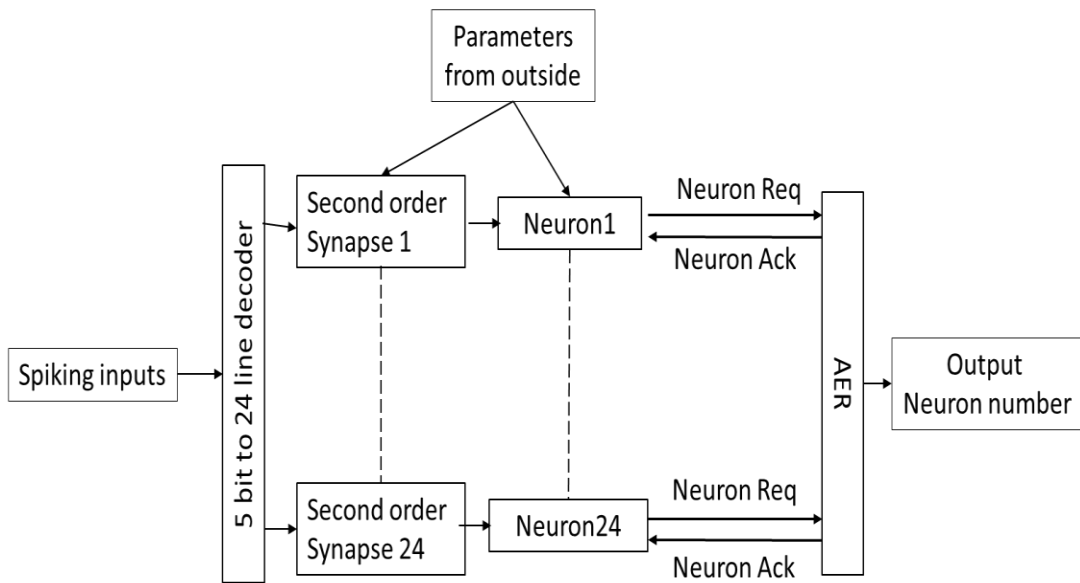 Parameters
from outside
Second order
Synapse 1
Neuron1
Neuron Req
Neuron Ack
5 bit to 24 line decoder
Spiking inputs
AER
Output
Neuron number
Second order
Synapse 24
Neuron24
Neuron Req
Neuron Ack